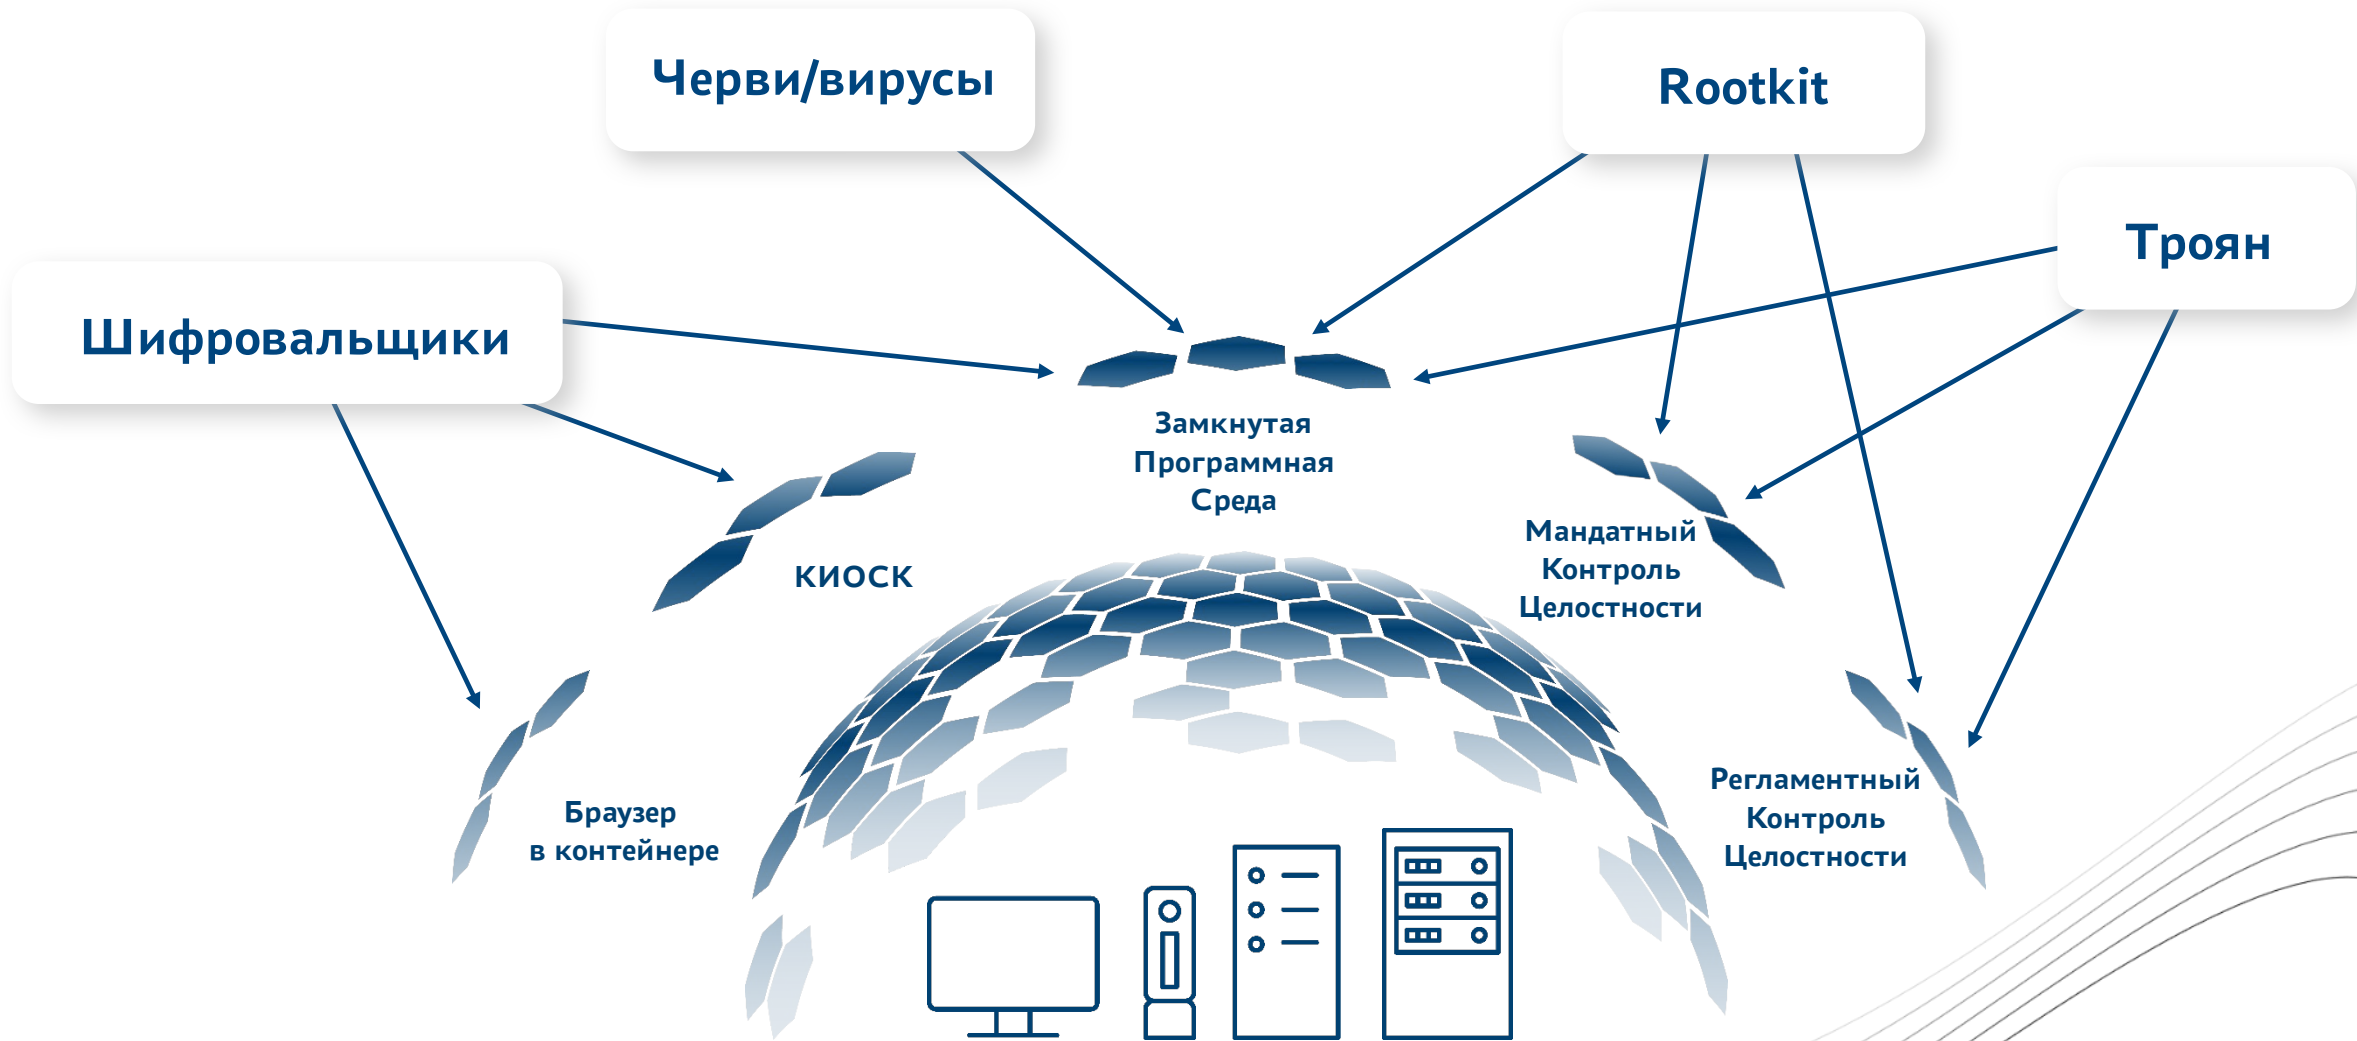 Черви/вирусы
Rootkit
Троян
Шифровальщики
Замкнутая
Программная
Среда
Мандатный
Контроль
Целостности
КИОСК
Регламентный
Контроль
Целостности
Браузер
в контейнере